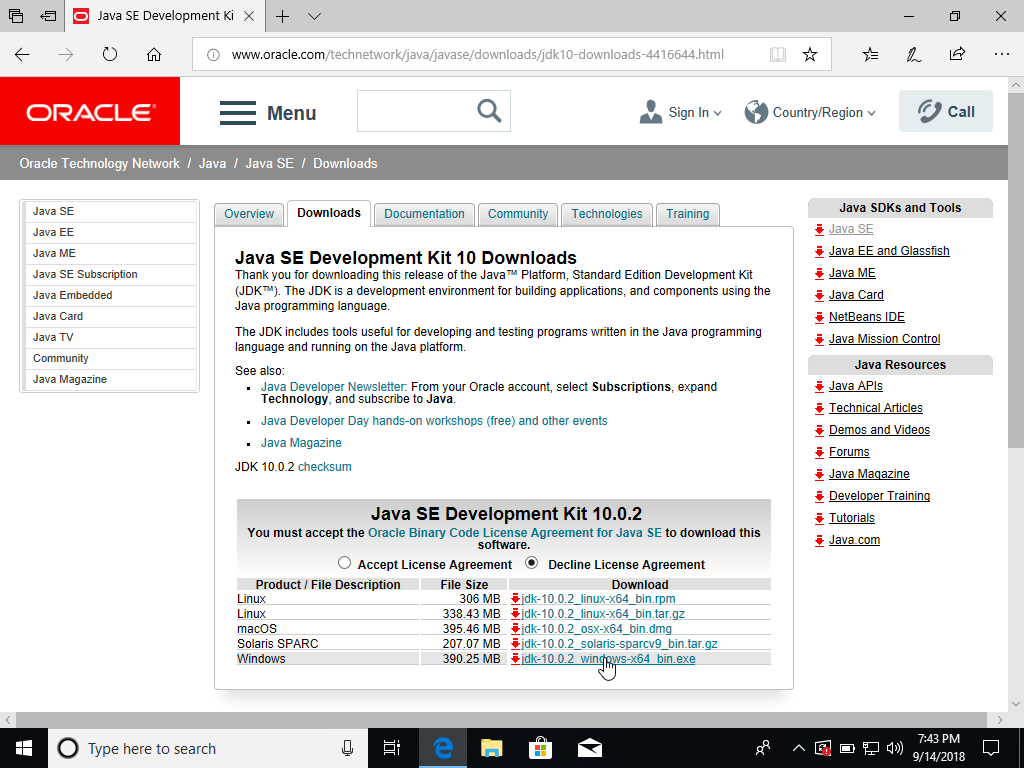 Java SE Development Ki
www.oracle.com/technetwork/java/javase/downloads/jdk10-downloads-4416644.html
ORACLE
Menu
Sign In
Country/Region
Call
Oracle Technology Network / Java / Java SE / Downloads
Java SE
Java EE
Java ME
Java SE Subscription
Java Embedded
Java Card
Java TV
Community
Java Magazine
Overview
Downloads
Documentation
Community
Technologies
Training
Java SE Development Kit 10 Downloads
Thank you for downloading this release of the Java™ Platform, Standard Edition Development Kit
(JDK™). The JDK is a development environment for building applications, and components using the
Java programming language.
The JDK includes tools useful for developing and testing programs written in the Java programming
language and running on the Java platform.
See also:
Java Developer Newsletter: From your Oracle account, select Subscriptions, expand
Technology, and subscribe to Java.
Java Developer Day hands-on workshops (free) and other events
Java Magazine
JDK 10.0.2 checksum
Java SE Development Kit 10.0.2
You must accept the Oracle Binary Code License Agreement for Java SE to download this
software.
Accept License Agreement Decline License Agreement
Product / File Description File Size Download
Linux 306 MB jdk-10.0.2_linux-x64_bin.rpm
Linux 338.43 MB jdk-10.0.2_linux-x64_bin.tar.gz
macOS 395.46 MB jdk-10.0.2_osx-x64_bin.dmg
Solaris SPARC 207.07 MB jdk-10.0.2_solaris-sparcv9_bin.tar.gz
Windows 390.25 MB jdk-10.0.2_windows-x64_bin.exe
Java SDKs and Tools
Java SE
Java EE and Glassfish
Java ME
Java Card
NetBeans IDE
Java Mission Control
Java Resources
Java APIs
Technical Articles
Demos and Videos
Forums
Java Magazine
Developer Training
Tutorials
Java.com
Type here to search
7:43 PM
9/14/2018